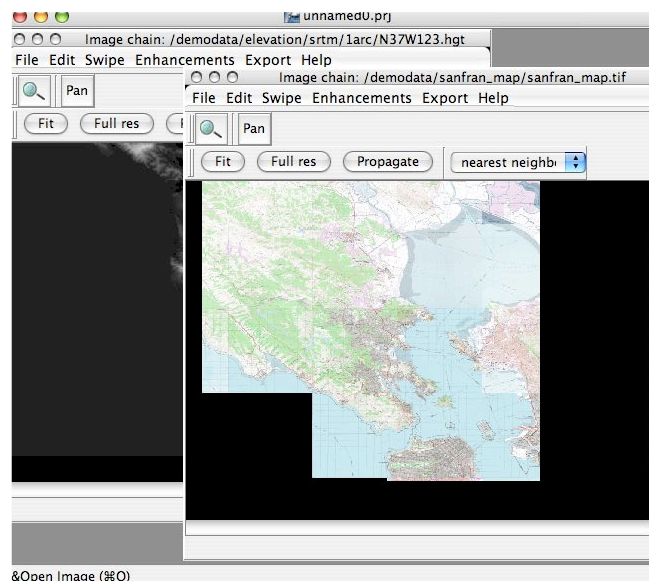 unnamed0.prj
Image chain: /demodata/elevation/srtm/1arc/N37W123.hgt
File Edit Swipe Enhancements Export Help
Pan
Fit Full res
Image chain: /demodata/sanfran_map/sanfran_map.tif
File Edit Swipe Enhancements Export Help
Pan
Fit Full res Propagate nearest neighb
&Open Image (⌘O)